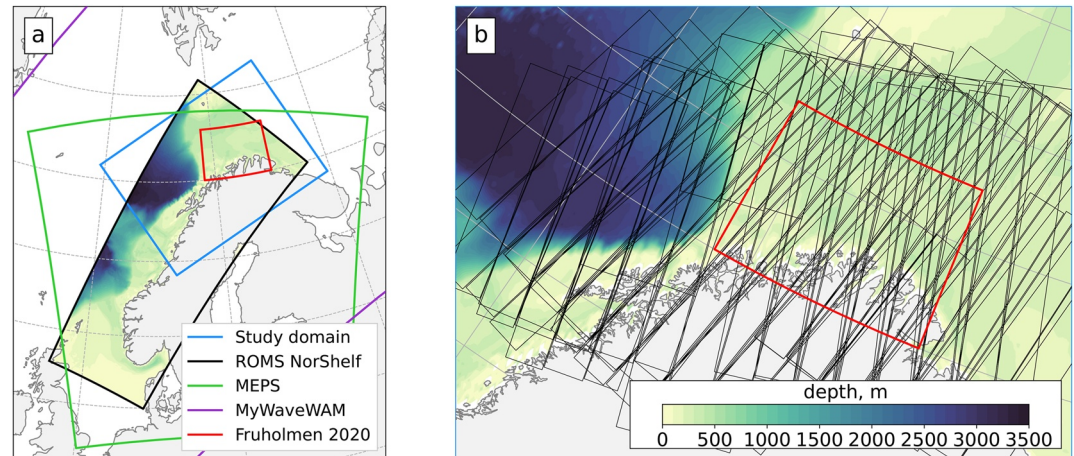 a
Study domain
ROMS NorShelf
MEPS
MyWaveWAM
Fruholmen 2020
b
depth, m
0 500 1000 1500 2000 2500 3000 3500